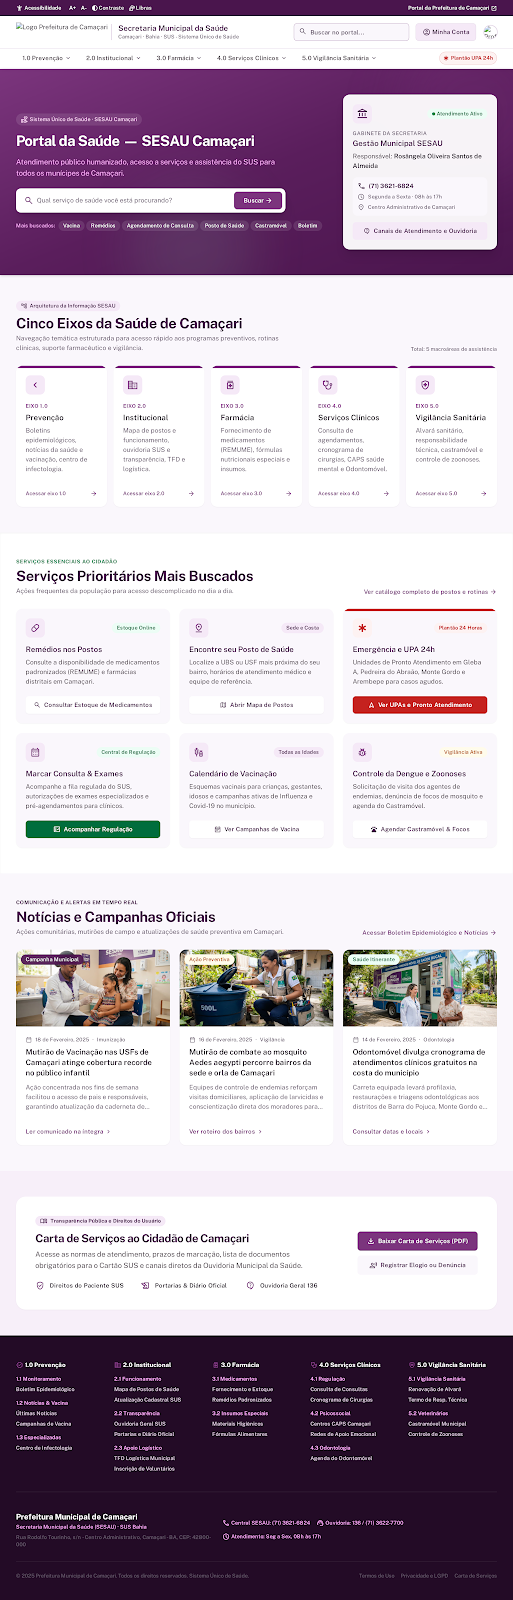 Acessibilidade A+ A- Contraste Libras
Portal da Prefeitura de Camaçari
Logo Prefeitura de Camaçari
Secretaria Municipal da Saúde
Camaçari · Bahia · SUS · Sistema Único de Saúde
Buscar no portal...
Minha Conta
1.0 Prevenção 2.0 Institucional 3.0 Farmácia 4.0 Serviços Clínicos 5.0 Vigilância Sanitária
Plantão UPA 24h
Sistema Único de Saúde · SESAU Camaçari
Portal da Saúde — SESAU Camaçari
Atendimento público humanizado, acesso a serviços e assistência do SUS para
todos os munícipes de Camaçari.
Qual serviço de saúde você está procurando?
Buscar
Mais buscados: Vacina Remédios Agendamento de Consulta Posto de Saúde Castramóvel Boletim
Atendimento Ativo
GABINETE DA SECRETARIA
Gestão Municipal SESAU
Responsável: Rosângela Oliveira Santos de
Almeida
(71) 3621-6824
Segunda a Sexta · 08h às 17h
Centro Administrativo de Camaçari
Canais de Atendimento e Ouvidoria
Arquitetura da Informação SESAU
Cinco Eixos da Saúde de Camaçari
Navegação temática estruturada para acesso rápido aos programas preventivos, rotinas
clínicas, suporte farmacêutico e vigilância.
Total: 5 macroáreas de assistência
EIXO 1.0
Prevenção
Boletins
epidemiológicos,
notícias da saúde e
vacinação, centro de
infectologia.
Acessar eixo 1.0
EIXO 2.0
Institucional
Mapa de postos e
funcionamento,
ouvidoria SUS e
transparência, TFD e
logística.
Acessar eixo 2.0
EIXO 3.0
Farmácia
Fornecimento de
medicamentos
(REMUME), fórmulas
nutricionais especiais e
insumos.
Acessar eixo 3.0
EIXO 4.0
Serviços Clínicos
Consulta de
agendamentos,
cronograma de
cirurgias, CAPS saúde
mental e Odontomóvel.
Acessar eixo 4.0
EIXO 5.0
Vigilância Sanitária
Alvará sanitário,
responsabilidade
técnica, castramóvel e
controle de zoonoses.
Acessar eixo 5.0
SERVIÇOS ESSENCIAIS AO CIDADÃO
Serviços Prioritários Mais Buscados
Ações frequentes da população para acesso descomplicado no dia a dia.
Ver catálogo completo de postos e rotinas
Estoque Online
Remédios nos Postos
Consulte a disponibilidade de medicamentos
padronizados (REMUME) e farmácias
distritais em Camaçari.
Consultar Estoque de Medicamentos
Sede e Costa
Encontre seu Posto de Saúde
Localize a UBS ou USF mais próxima do seu
bairro, horários de atendimento médico e
equipe de referência.
Abrir Mapa de Postos
Plantão 24 Horas
Emergência e UPA 24h
Unidades de Pronto Atendimento em Gleba
A, Pedreira do Abraão, Monte Gordo e
Arembepe para casos agudos.
Ver UPAs e Pronto Atendimento
Central de Regulação
Marcar Consulta & Exames
Acompanhe a fila regulada do SUS,
autorizações de exames especializados e
pré-agendamentos para clínicos.
Acompanhar Regulação
Todas as Idades
Calendário de Vacinação
Esquemas vacinais para crianças, gestantes,
idosos e campanhas ativas de Influenza e
Covid-19 no município.
Ver Campanhas de Vacina
Vigilância Ativa
Controle da Dengue e Zoonoses
Solicitação de visita dos agentes de
endemias, denúncia de focos de mosquito e
agenda do Castramóvel.
Agendar Castramóvel & Focos
COMUNICAÇÃO E ALERTAS EM TEMPO REAL
Notícias e Campanhas Oficiais
Ações comunitárias, mutirões de campo e atualizações de saúde preventiva em Camaçari.
Acessar Boletim Epidemiológico e Notícias
Campanha Municipal
18 de Fevereiro, 2025 · Imunização
Mutirão de Vacinação nas USFs de
Camaçari atinge cobertura recorde
no público infantil
Ação concentrada nos fins de semana
facilitou o acesso de pais e responsáveis,
garantindo atualização da caderneta de...
Ler comunicado na íntegra
Ação Preventiva
500L
16 de Fevereiro, 2025 · Vigilância
Mutirão de combate ao mosquito
Aedes aegypti percorre bairros da
sede e orla de Camaçari
Equipes de controle de endemias reforçam
visitas domiciliares, aplicação de larvicidas e
conscientização direta dos moradores para...
Ver roteiro dos bairros
Saúde Itinerante
14 de Fevereiro, 2025 · Odontologia
Odontomóvel divulga cronograma de
atendimentos clínicos gratuitos na
costa do município
Carreta equipada levará profilaxia,
restaurações e triagens odontológicas aos
distritos de Barra do Pojuca, Monte Gordo e...
Consultar datas e locais
Transparência Pública e Direitos do Usuário
Carta de Serviços ao Cidadão de Camaçari
Acesse as normas de atendimento, prazos de marcação, lista de documentos
obrigatórios para o Cartão SUS e canais diretos da Ouvidoria Municipal da Saúde.
Direitos do Paciente SUS Portarias & Diário Oficial Ouvidoria Geral 136
Baixar Carta de Serviços (PDF)
Registrar Elogio ou Denúncia
1.0 Prevenção
1.1 Monitoramento
Boletim Epidemiológico
1.2 Notícias & Vacina
Últimas Notícias
Campanhas de Vacina
1.3 Especializadas
Centro de Infectologia
2.0 Institucional
2.1 Funcionamento
Mapa de Postos de Saúde
Atualização Cadastral SUS
2.2 Transparência
Ouvidoria Geral SUS
Portarias e Diário Oficial
2.3 Apoio Logístico
TFD Logística Municipal
Inscrição de Voluntários
3.0 Farmácia
3.1 Medicamentos
Fornecimento e Estoque
Remédios Padronizados
3.2 Insumos Especiais
Materiais Higiênicos
Fórmulas Alimentares
4.0 Serviços Clínicos
4.1 Regulação
Consulta de Consultas
Cronograma de Cirurgias
4.2 Psicossocial
Centros CAPS Camaçari
Redes de Apoio Emocional
4.3 Odontologia
Agenda do Odontomóvel
5.0 Vigilância Sanitária
5.1 Vigilância Sanitária
Renovação de Alvará
Termo de Resp. Técnica
5.2 Veterinários
Castramóvel Municipal
Controle de Zoonoses
Prefeitura Municipal de Camaçari
Secretaria Municipal da Saúde (SESAU) · SUS Bahia
Rua Rodolfo Tourinho, s/n - Centro Administrativo, Camaçari - BA, CEP: 42800-
000
Central SESAU: (71) 3621-6824 Ouvidoria: 136 / (71) 3622-7700
Atendimento: Seg a Sex, 08h às 17h
© 2025 Prefeitura Municipal de Camaçari. Todos os direitos reservados. Sistema Único de Saúde.
Termos de Uso Privacidade e LGPD Carta de Serviços